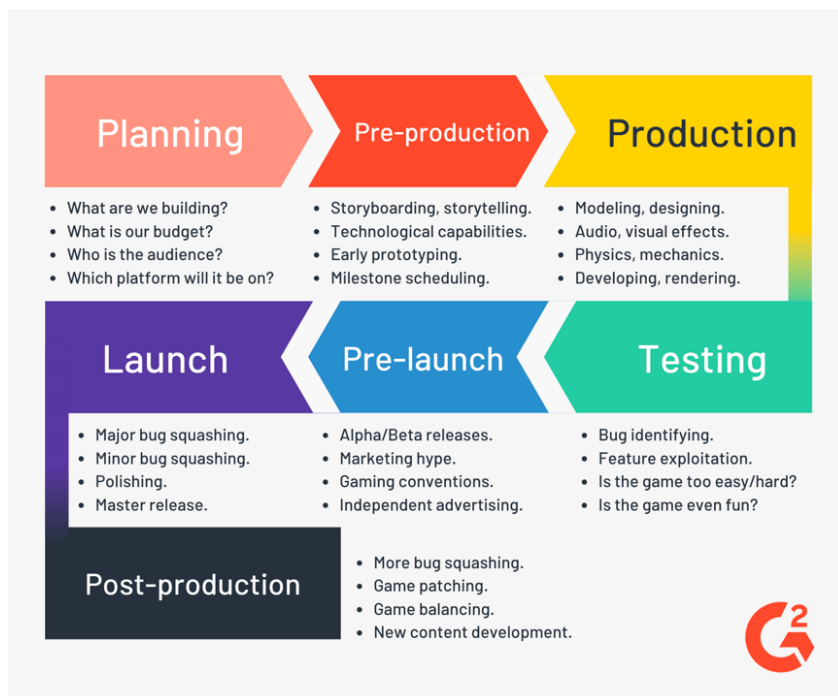 Planning
• What are we building?
• What is our budget?
• Who is the audience?
• Which platform will it be on?
Pre-production
• Storyboarding, storytelling.
• Technological capabilities.
• Early prototyping.
• Milestone scheduling.
Production
• Modeling, designing.
• Audio, visual effects.
• Physics, mechanics.
• Developing, rendering.
Testing
• Bug identifying.
• Feature exploitation.
• Is the game too easy/hard?
• Is the game even fun?
Pre-launch
• Alpha/Beta releases.
• Marketing hype.
• Gaming conventions.
• Independent advertising.
Launch
• Major bug squashing.
• Minor bug squashing.
• Polishing.
• Master release.
Post-production
• More bug squashing.
• Game patching.
• Game balancing.
• New content development.
G2